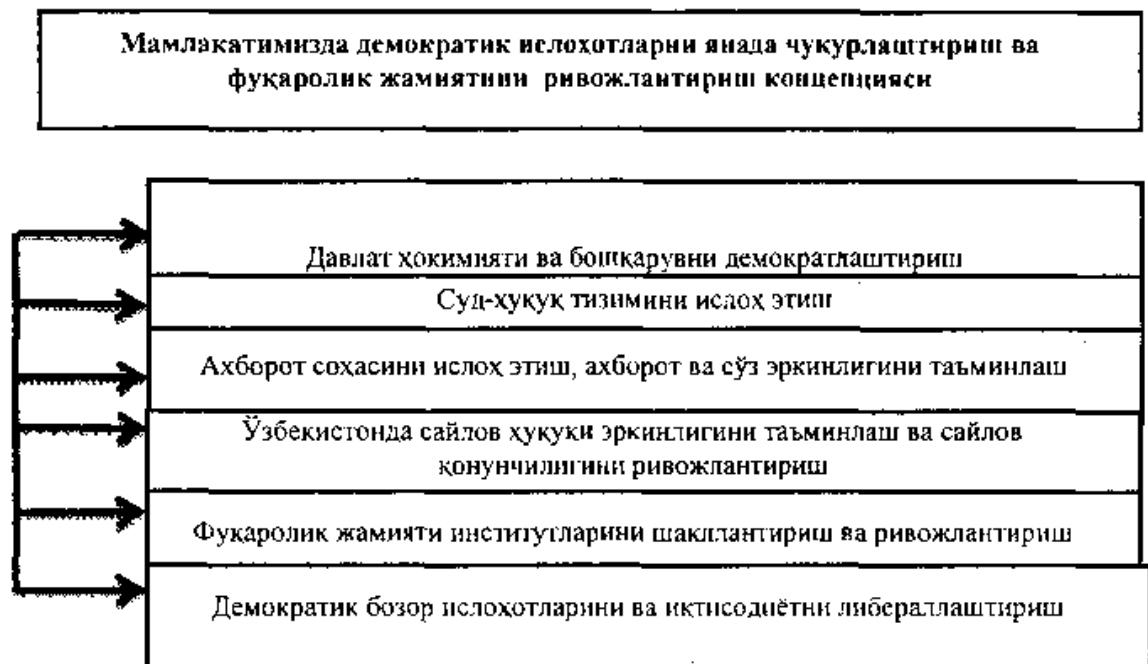 Мамлакатимизда демократик ислоҳотларни янада чуқурлаштириш ва
фуқаролик жамиятини ривожлантириш концепцияси
Давлат ҳокимияти ва бошқарувни демократлаштириш
Суд-ҳуқуқ тизимини ислоҳ этиш
Ахборот соҳасини ислоҳ этиш, ахборот ва сўз эркинлигини таъминлаш
Ўзбекистонда сайлов ҳуқуқи эркинлигини таъминлаш ва сайлов
қонунчилигини ривожлантириш
Фуқаролик жамияти институтларини шакллантириш ва ривожлантириш
Демократик бозор ислоҳотларини ва иқтисодиётни либераллаштириш